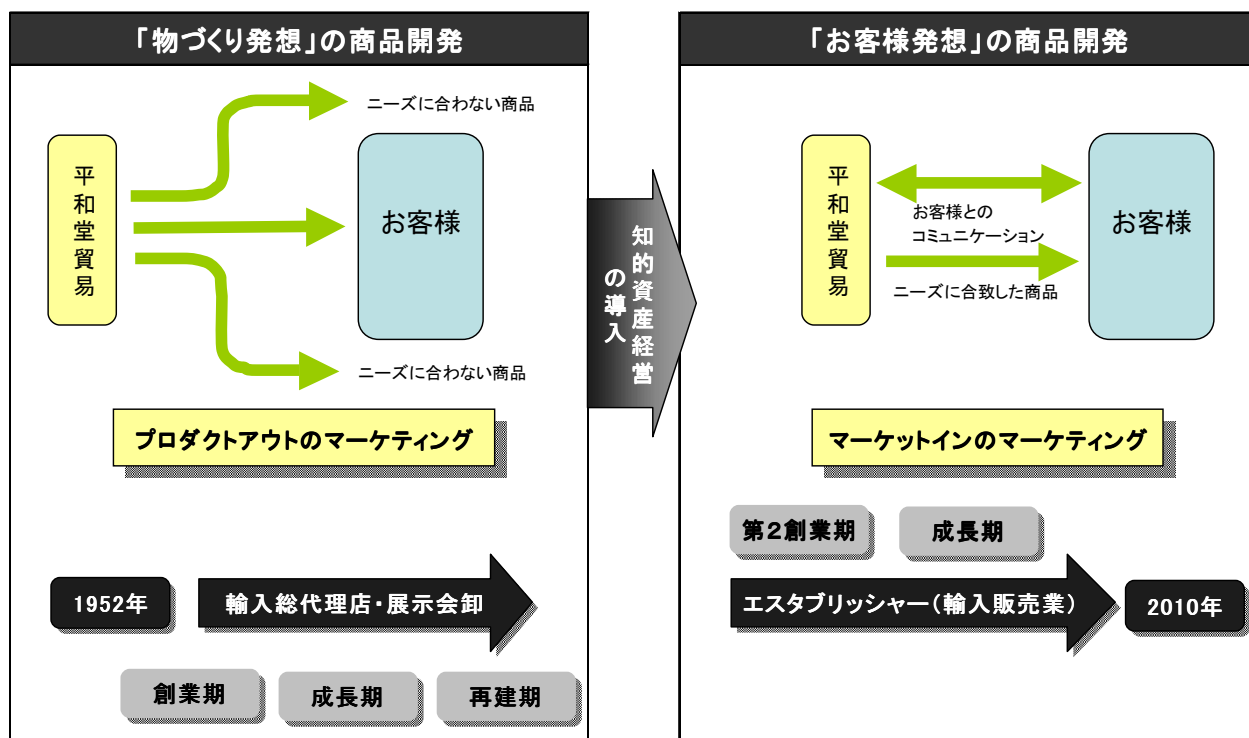 「物づくり発想」の商品開発
ニーズに合わない商品
平和堂貿易
お客様
ニーズに合わない商品
プロダクトアウトのマーケティング
1952年
輸入総代理店・展示会卸
創業期
成長期
再建期
知的資産経営
の導入
「お客様発想」の商品開発
平和堂貿易
お客様との
コミュニケーション
ニーズに合致した商品
お客様
マーケットインのマーケティング
第2創業期
成長期
エスタブリッシャー(輸入販売業)
2010年